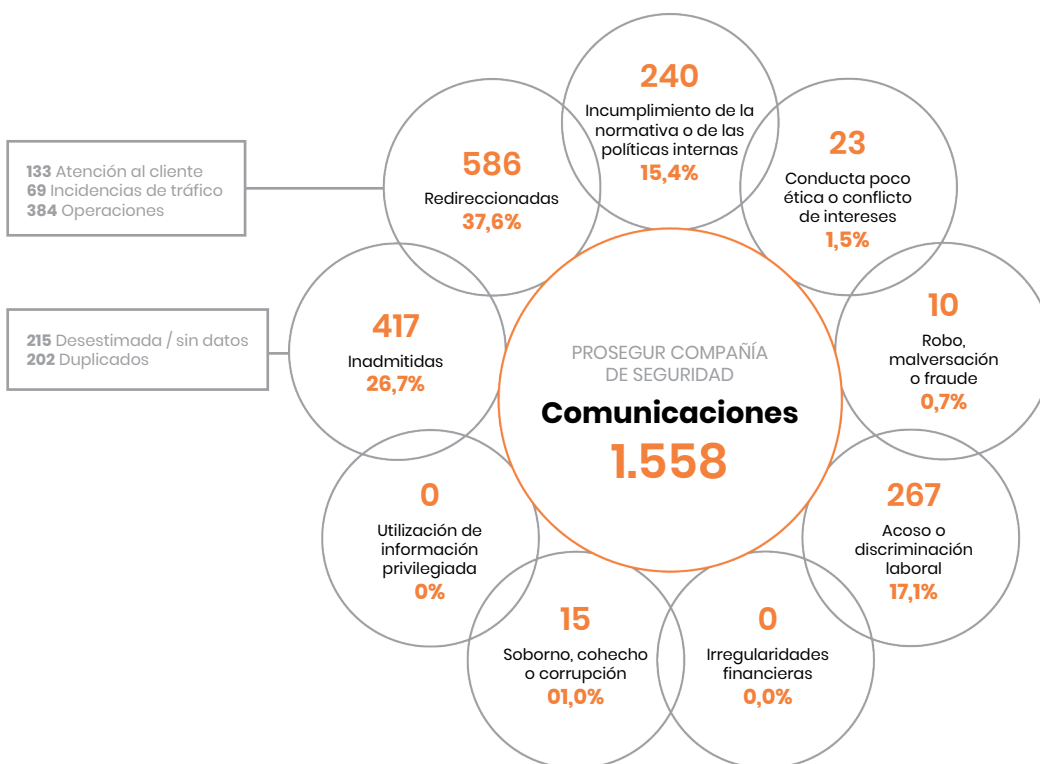 240
Incumplimiento de la
normativa o de las
políticas internas
15,4%
23
Conducta poco
ética o conflicto
de intereses
1,5%
586
Redireccionadas
37,6%
133 Atención al cliente
69 Incidencias de tráfico
384 Operaciones
10
Robo,
malversación
o fraude
0,7%
417
Inadmitidas
26,7%
215 Desestimada / sin datos
202 Duplicados
PROSEGUR COMPAÑÍA
DE SEGURIDAD
Comunicaciones
1.558
0
Utilización de
información
privilegiada
0%
267
Acoso o
discriminación
laboral
17,1%
15
Soborno, cohecho
o corrupción
01,0%
0
Irregularidades
financieras
0,0%